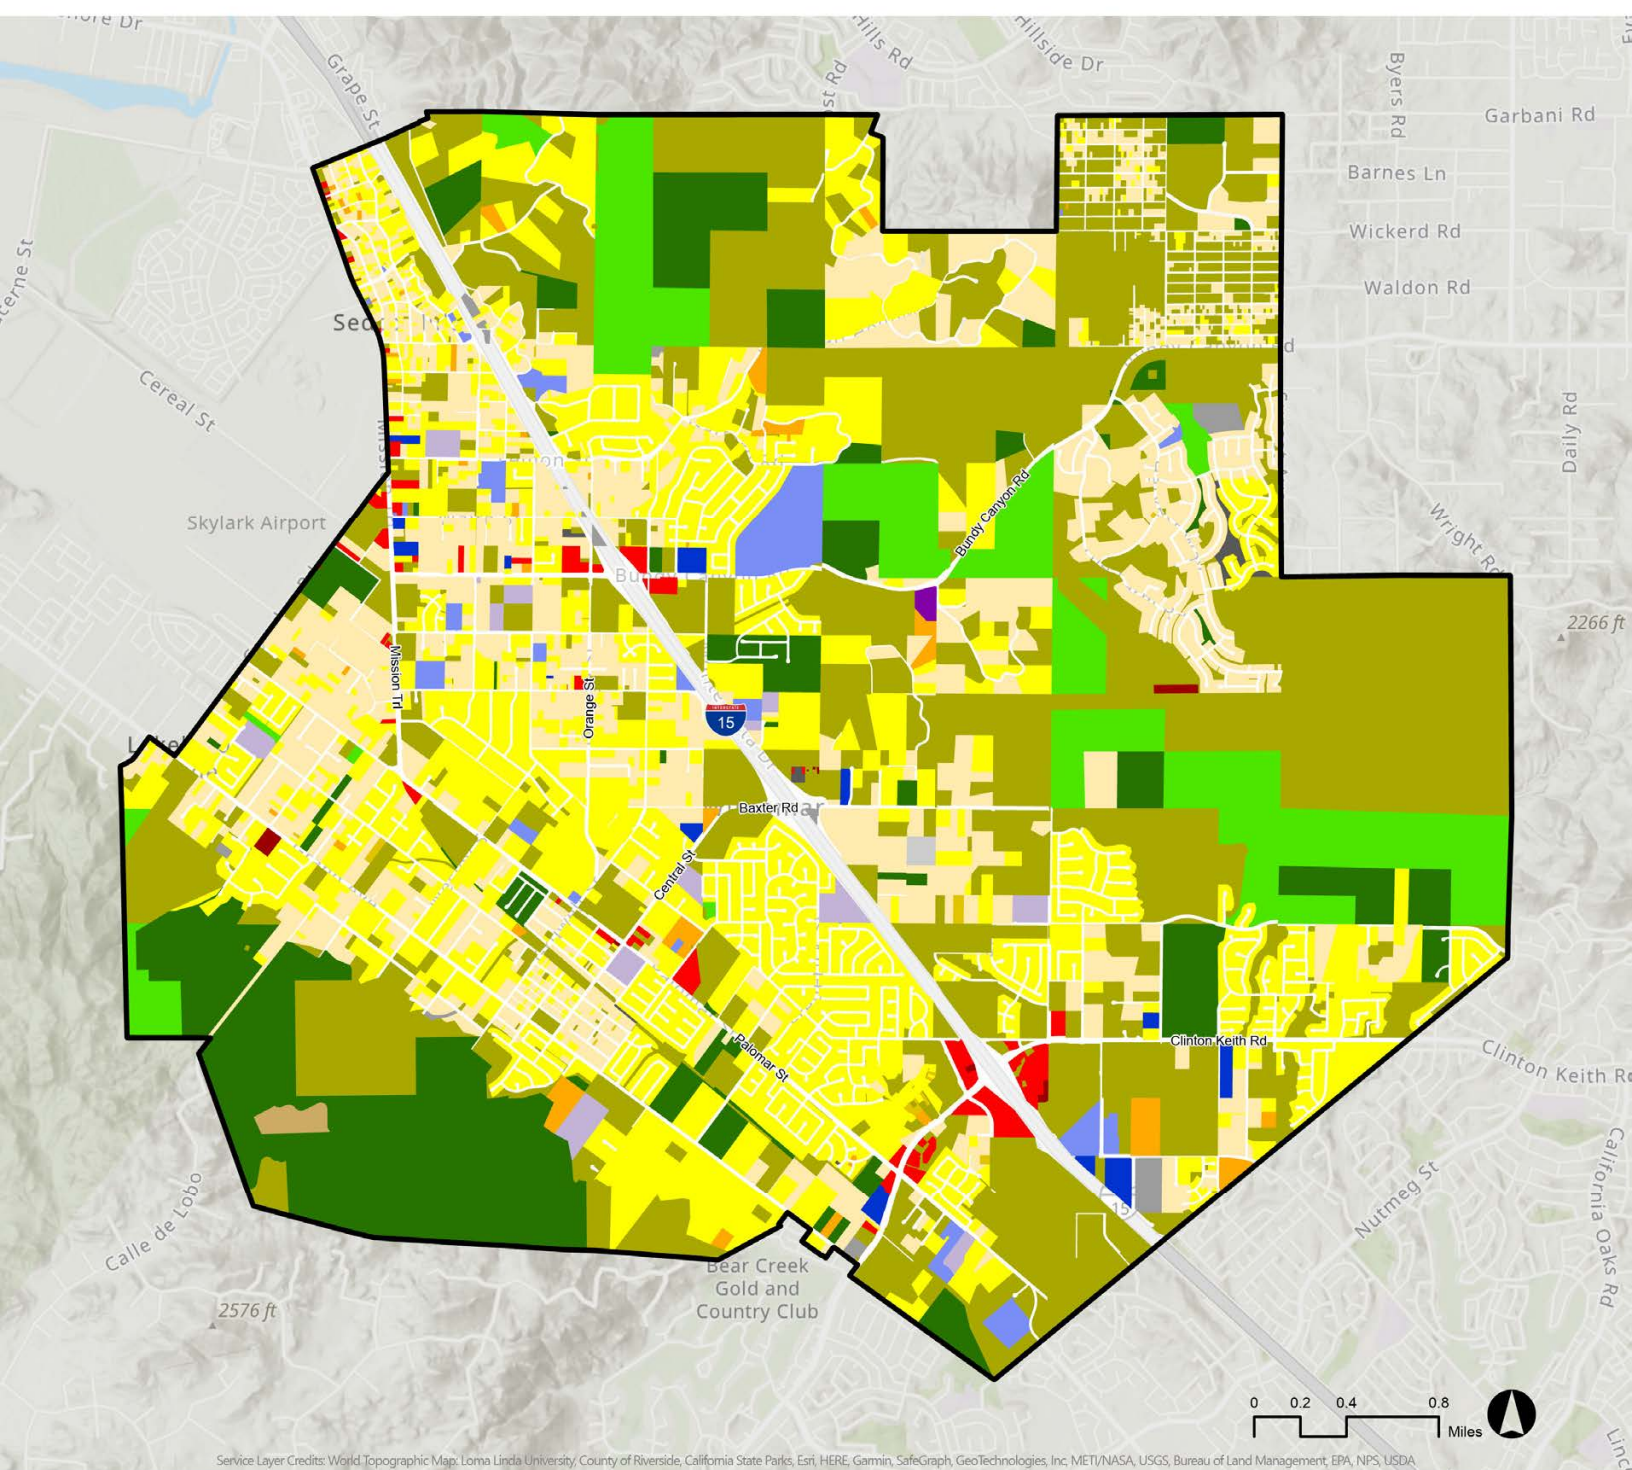 Grape St
Hills Rd
Hillside Dr
Byers Rd
Garbani Rd
Barnes Ln
Wickerd Rd
Waldon Rd
Cereal St
Daily Rd
Skylark Airport
Bundy Canyon Rd
Wright Rd
2266 ft
Mission Trl
Orange St
INTERSTATE
15
Baxter Rd
Central St
Palomar St
Clinton Keith Rd
Clinton Keith Rd
Nutmeg St
California Oaks Rd
15
Calle de Lobo
2576 ft
Bear Creek
Gold and
Country Club
0 0.2 0.4 0.8
Miles
Service Layer Credits: World Topographic Map: Loma Linda University, County of Riverside, California State Parks, Esri, HERE, Garmin, SafeGraph, GeoTechnologies, Inc, METI/NASA, USGS, Bureau of Land Management, EPA, NPS, USDA